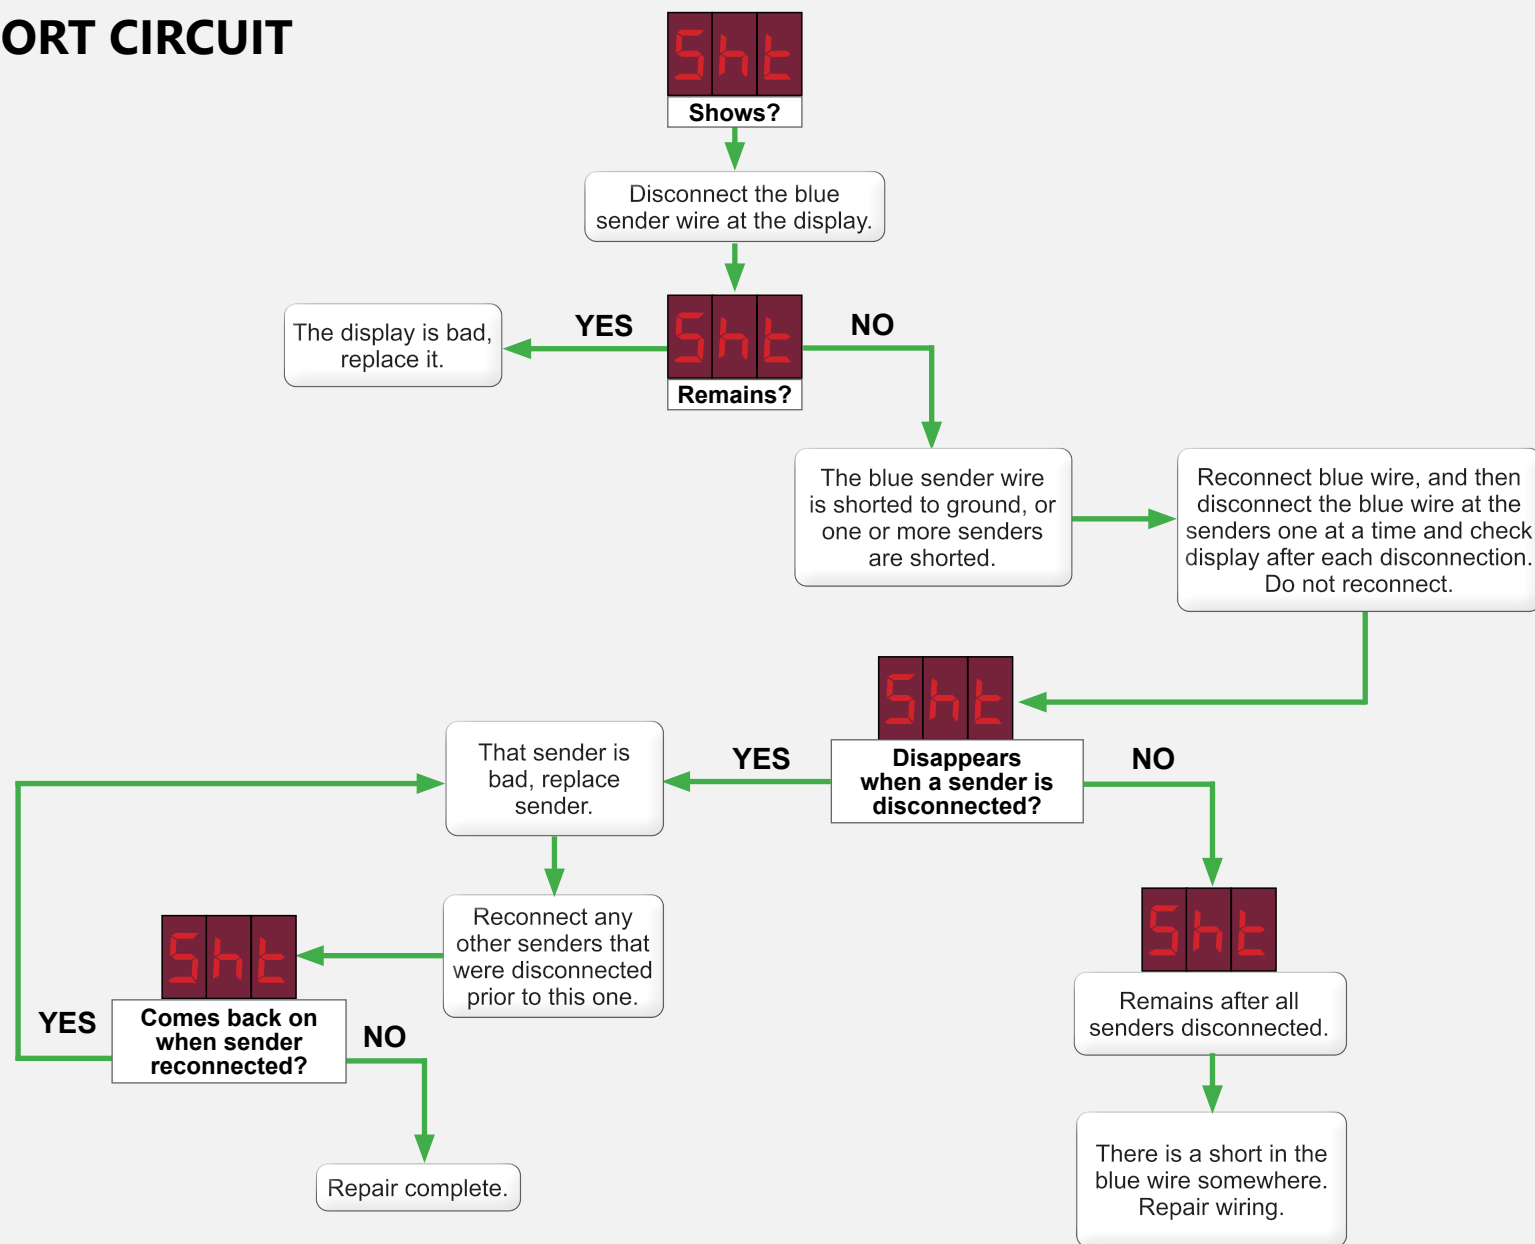 ORT CIRCUIT
Sht
Shows?
Disconnect the blue
sender wire at the display.
Sht
Remains?
YES
NO
The display is bad,
replace it.
The blue sender wire
is shorted to ground, or
one or more senders
are shorted.
Reconnect blue wire, and then
disconnect the blue wire at the
senders one at a time and check
display after each disconnection.
Do not reconnect.
Sht
Disappears
when a sender is
disconnected?
YES
NO
That sender is
bad, replace
sender.
Reconnect any
other senders that
were disconnected
prior to this one.
Sht
Comes back on
when sender
reconnected?
YES
NO
Repair complete.
Sht
Remains after all
senders disconnected.
There is a short in the
blue wire somewhere.
Repair wiring.